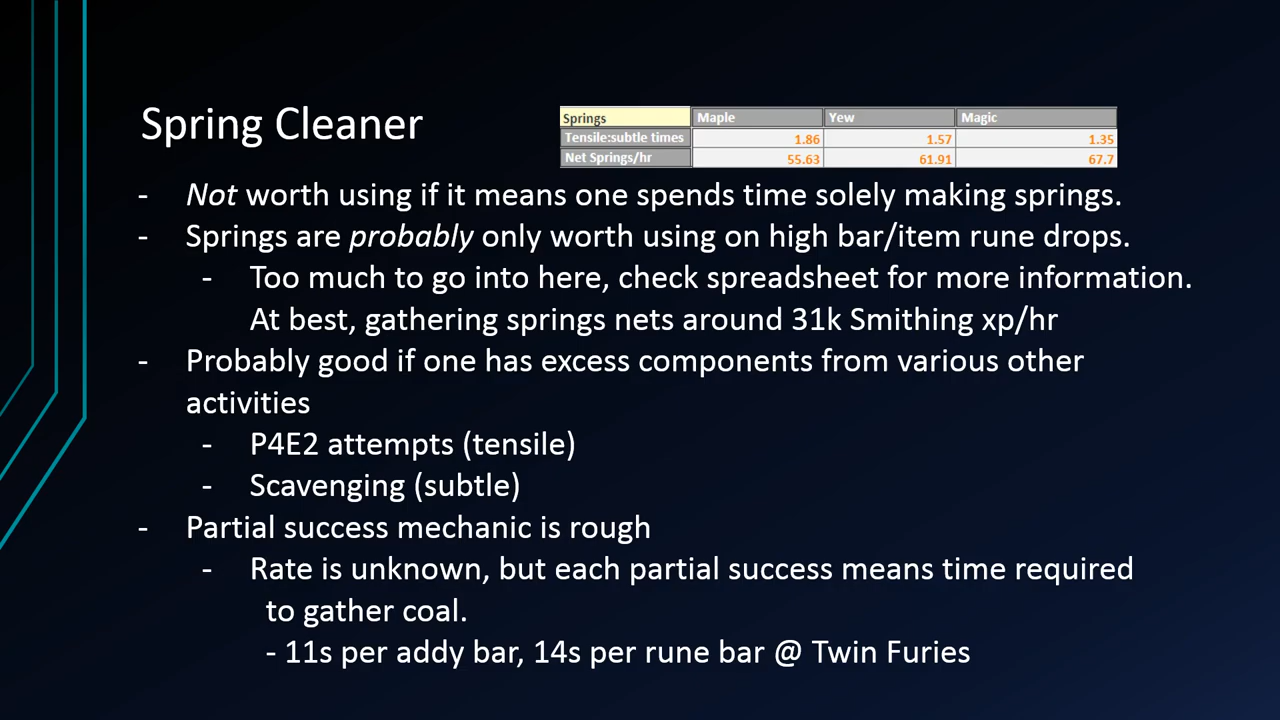 Spring Cleaner
Springs Maple Yew Magic
Tensile:subtle times 1.86 1.57 1.35
Net Springs/hr 55.63 61.91 67.7
- Not worth using if it means one spends time solely making springs.
- Springs are probably only worth using on high bar/item rune drops.
- Too much to go into here, check spreadsheet for more information.
At best, gathering springs nets around 31k Smithing xp/hr
- Probably good if one has excess components from various other
activities
- P4E2 attempts (tensile)
- Scavenging (subtle)
- Partial success mechanic is rough
- Rate is unknown, but each partial success means time required
to gather coal.
- 11s per addy bar, 14s per rune bar @ Twin Furies